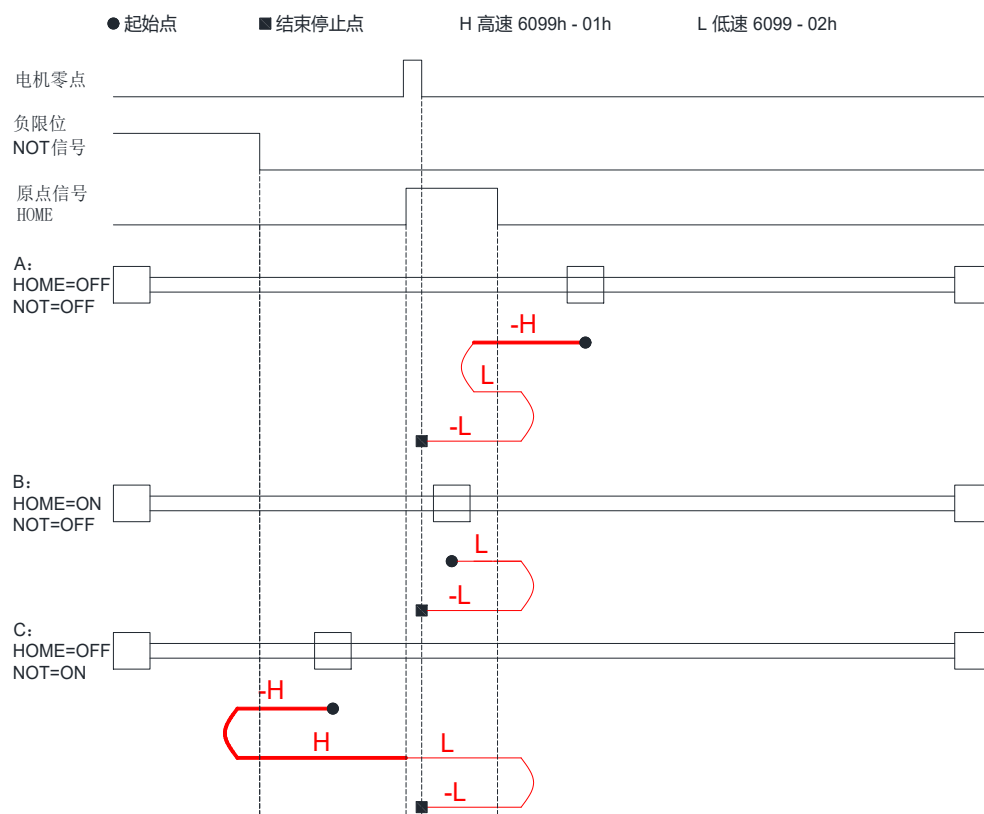 起始点 结束停止点 H 高速 6099h - 01h L 低速 6099 - 02h
电机零点
负限位
NOT信号
原点信号
HOME
A:
HOME=OFF
NOT=OFF
-H
L
-L
B:
HOME=ON
NOT=OFF
L
-L
C:
HOME=OFF
NOT=ON
-H
H L
-L